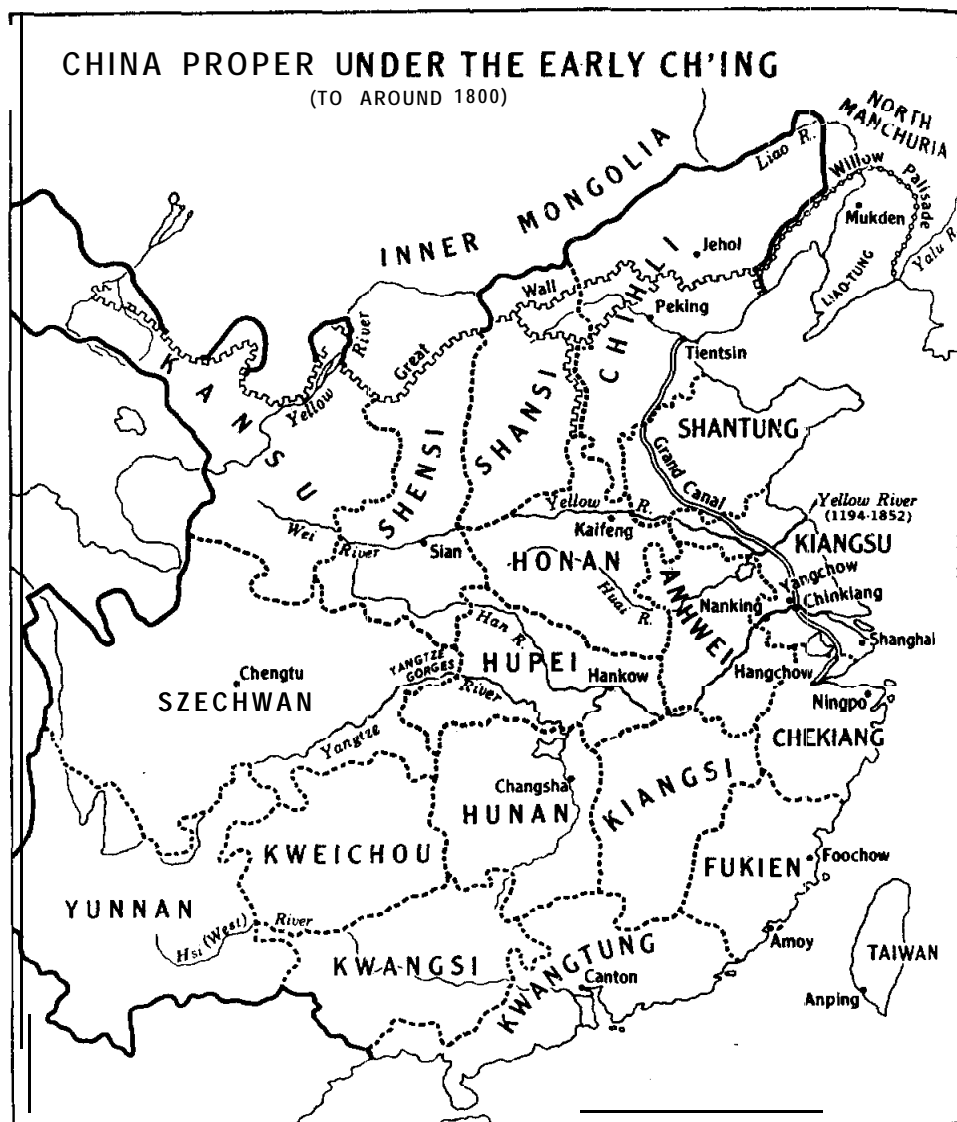 CHINA PROPER UNDER THE EARLY CH'ING
(TO AROUND 1800)
NORTH
MANCHURIA
Liao R.
Willow Palisade
Mukden
INNER MONGOLIA
Jehol
LIAO-TUNG
Yalu R
Wall
CHIHLI
Peking
River
Great
Tientsin
KANSU
Yellow
SHANSI
SHENSI
SHANTUNG
Grand Canal
Yellow River
(1194-1852)
Yellow R.
Kaifeng
Wei River
Sian
KIANGSU
HONAN
Yangchow
Huai R.
ANHWEI
Nanking
Chinkiang
Han R.
Shanghai
YANGTZE
GORGES
HUPEI
Hankow
Hangchow
Chengtu
SZECHWAN
River
Ningpo
Yangtze
CHEKIANG
Changsha
KIANGSI
HUNAN
KWEICHOU
FUKIEN
Foochow
YUNNAN
Hsi (West) River
Amoy
TAIWAN
KWANGSI
KWANGTUNG
Canton
Anping